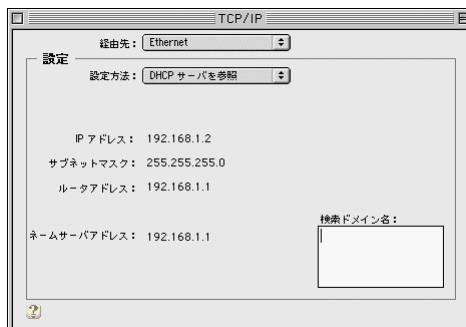 TCP/IP
経由先： Ethernet
設定
設定方法： DHCP サーバを参照
IP アドレス： 192.168.1.2
サブネットマスク： 255.255.255.0
ルータアドレス： 192.168.1.1
検索ドメイン名：
ネームサーバアドレス： 192.168.1.1
?